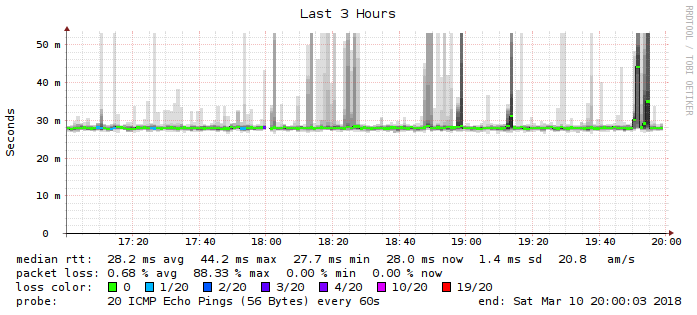 Last 3 Hours
RRDTOOL / TOBI OETIKER
Seconds
50 m
40 m
30 m
20 m
10 m
0
17:20 17:40 18:00 18:20 18:40 19:00 19:20 19:40 20:00
median rtt: 28.2 ms avg 44.2 ms max 27.7 ms min 28.0 ms now 1.4 ms sd 20.8 am/s
packet loss: 0.68 % avg 88.33 % max 0.00 % min 0.00 % now
loss color: 0 1/20 2/20 3/20 4/20 10/20 19/20
probe: 20 ICMP Echo Pings (56 Bytes) every 60s end: Sat Mar 10 20:00:03 2018